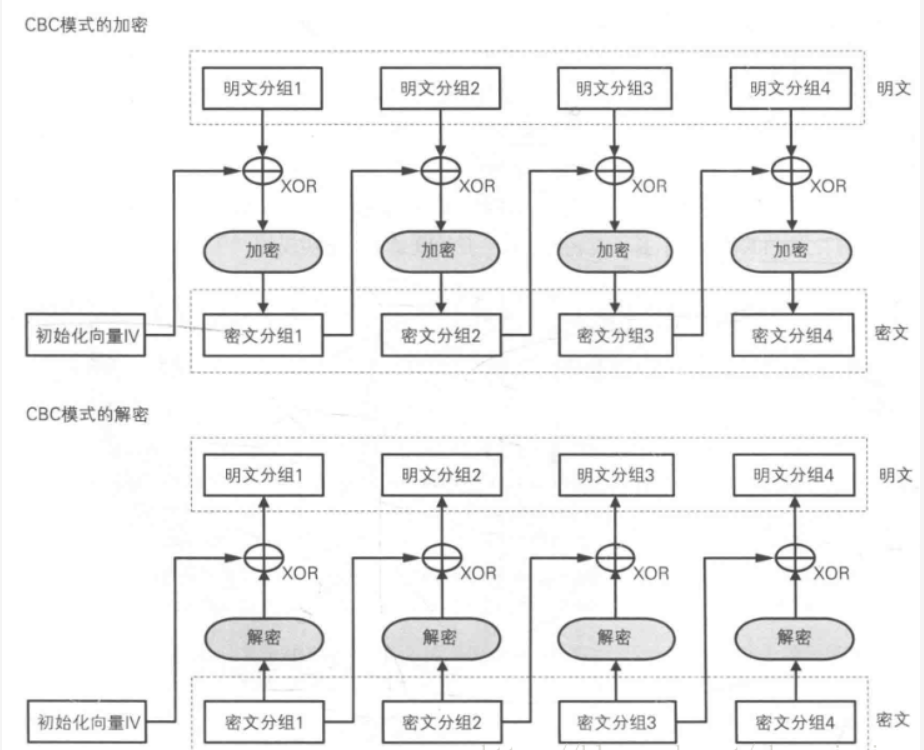 CBC模式的加密
明文分组1 明文分组2 明文分组3 明文分组4 明文
XOR XOR XOR XOR
加密 加密 加密 加密
初始化向量IV 密文分组1 密文分组2 密文分组3 密文分组4 密文
CBC模式的解密
明文分组1 明文分组2 明文分组3 明文分组4 明文
XOR XOR XOR XOR
解密 解密 解密 解密
初始化向量IV 密文分组1 密文分组2 密文分组3 密文分组4 密文